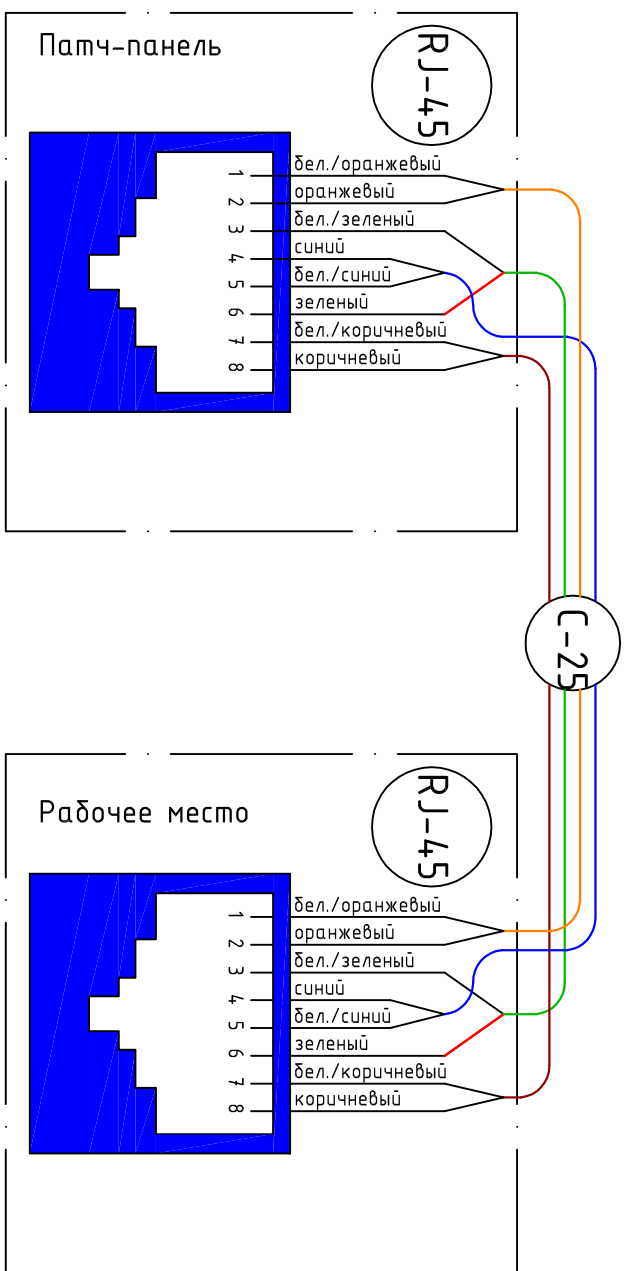 Патч-панель
RJ-45
1 бел./оранжевый
2 оранжевый
3 бел./зеленый
4 синий
5 бел./синий
6 зеленый
7 бел./коричневый
8 коричневый
С-25
Рабочее место
RJ-45
1 бел./оранжевый
2 оранжевый
3 бел./зеленый
4 синий
5 бел./синий
6 зеленый
7 бел./коричневый
8 коричневый